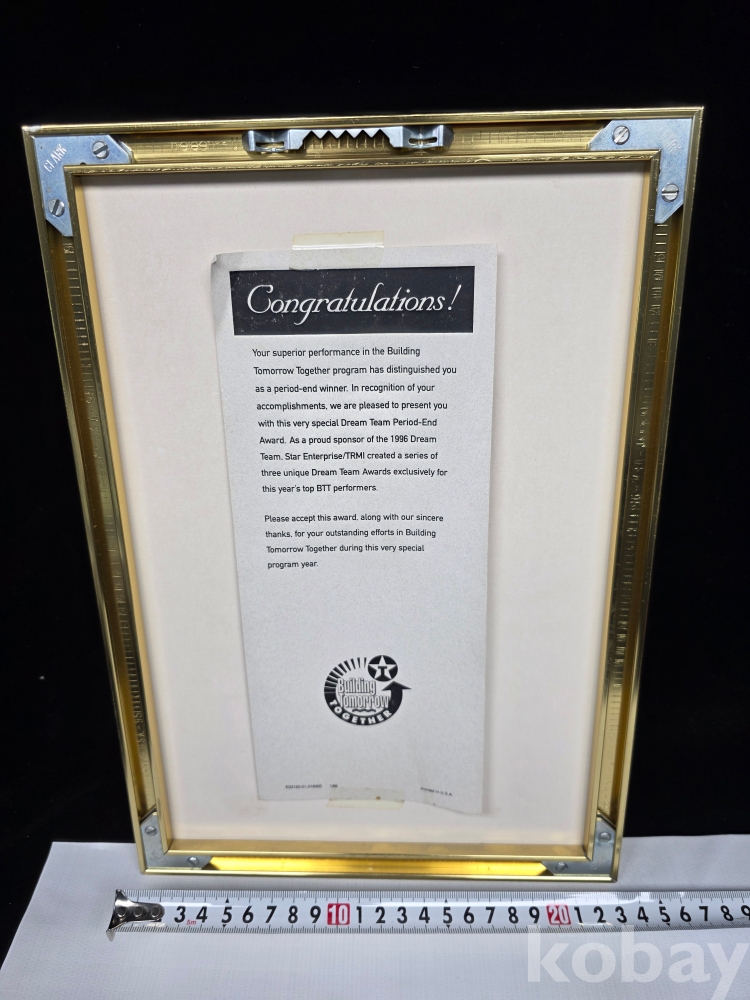 CLARK
Congratulations!
Your superior performance in the Building
Tomorrow Together program has distinguished you
as a period-end winner. In recognition of your
accomplishments, we are pleased to present you
with this very special Dream Team Period-End
Award. As a proud sponsor of the 1996 Dream
Team, Star Enterprise/TRMI created a series of
three unique Dream Team Awards exclusively for
this year's top BTT performers.
Please accept this award, along with our sincere
thanks, for your outstanding efforts in Building
Tomorrow Together during this very special
program year.
T
Building
Tomorrow
TOGETHER
3 4 5 6 7 8 9 10 1 2 3 4 5 6 7 8 9 20 1 2 3 4 5 6 7 8 9
5m
kobay